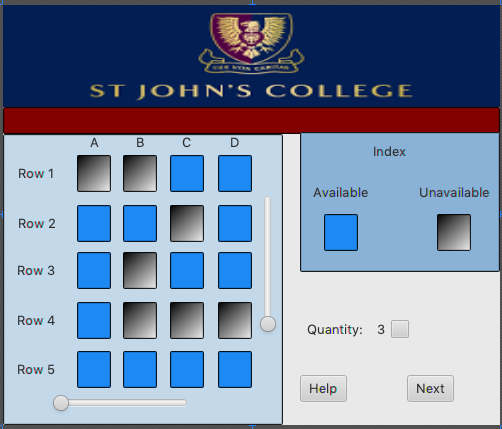 ST JOHN'S COLLEGE
A B C D
Row 1
Row 2
Row 3
Row 4
Row 5
Index
Available Unavailable
Quantity: 3
Help Next